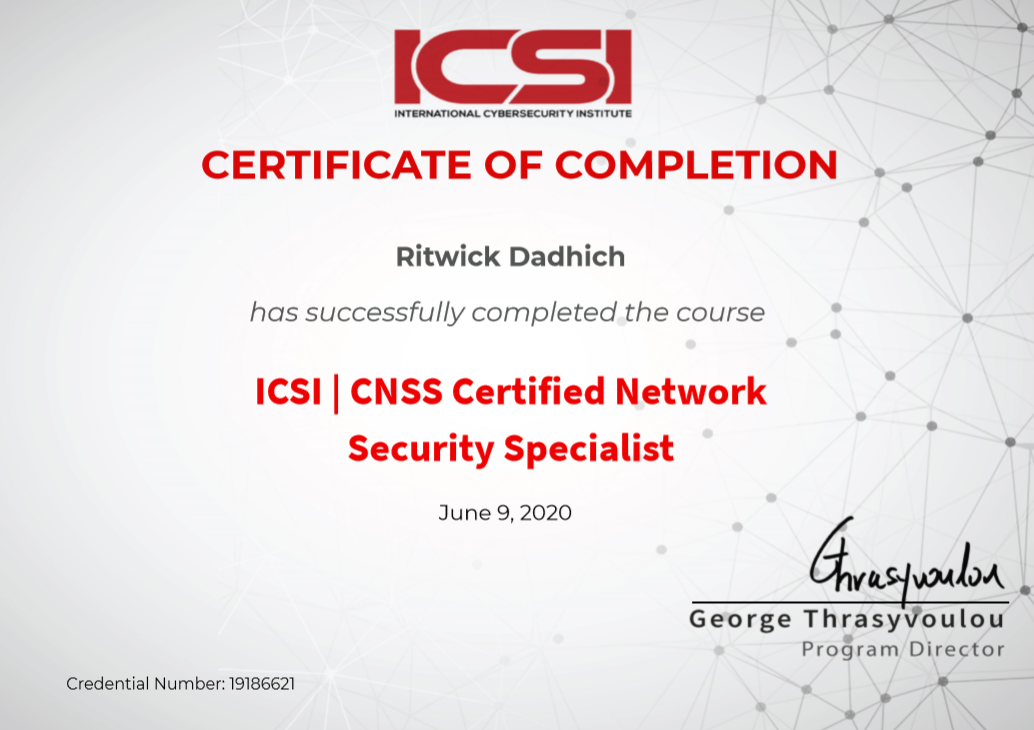 ICSI
INTERNATIONAL CYBERSECURITY INSTITUTE
CERTIFICATE OF COMPLETION
Ritwick Dadhich
has successfully completed the course
ICSI | CNSS Certified Network
Security Specialist
June 9, 2020
Thrasyvoulou
George Thrasyvoulou
Program Director
Credential Number: 19186621